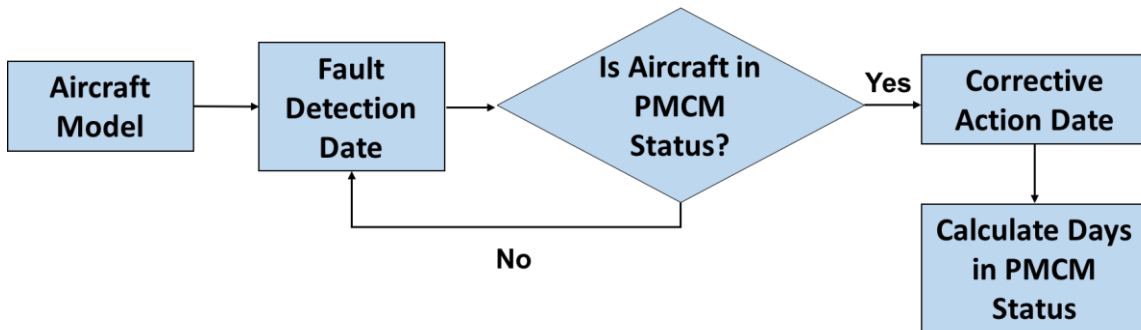 Aircraft
Model
Fault
Detection
Date
Is Aircraft in
PMCM
Status?
Yes
No
Corrective
Action Date
Calculate Days
in PMCM
Status